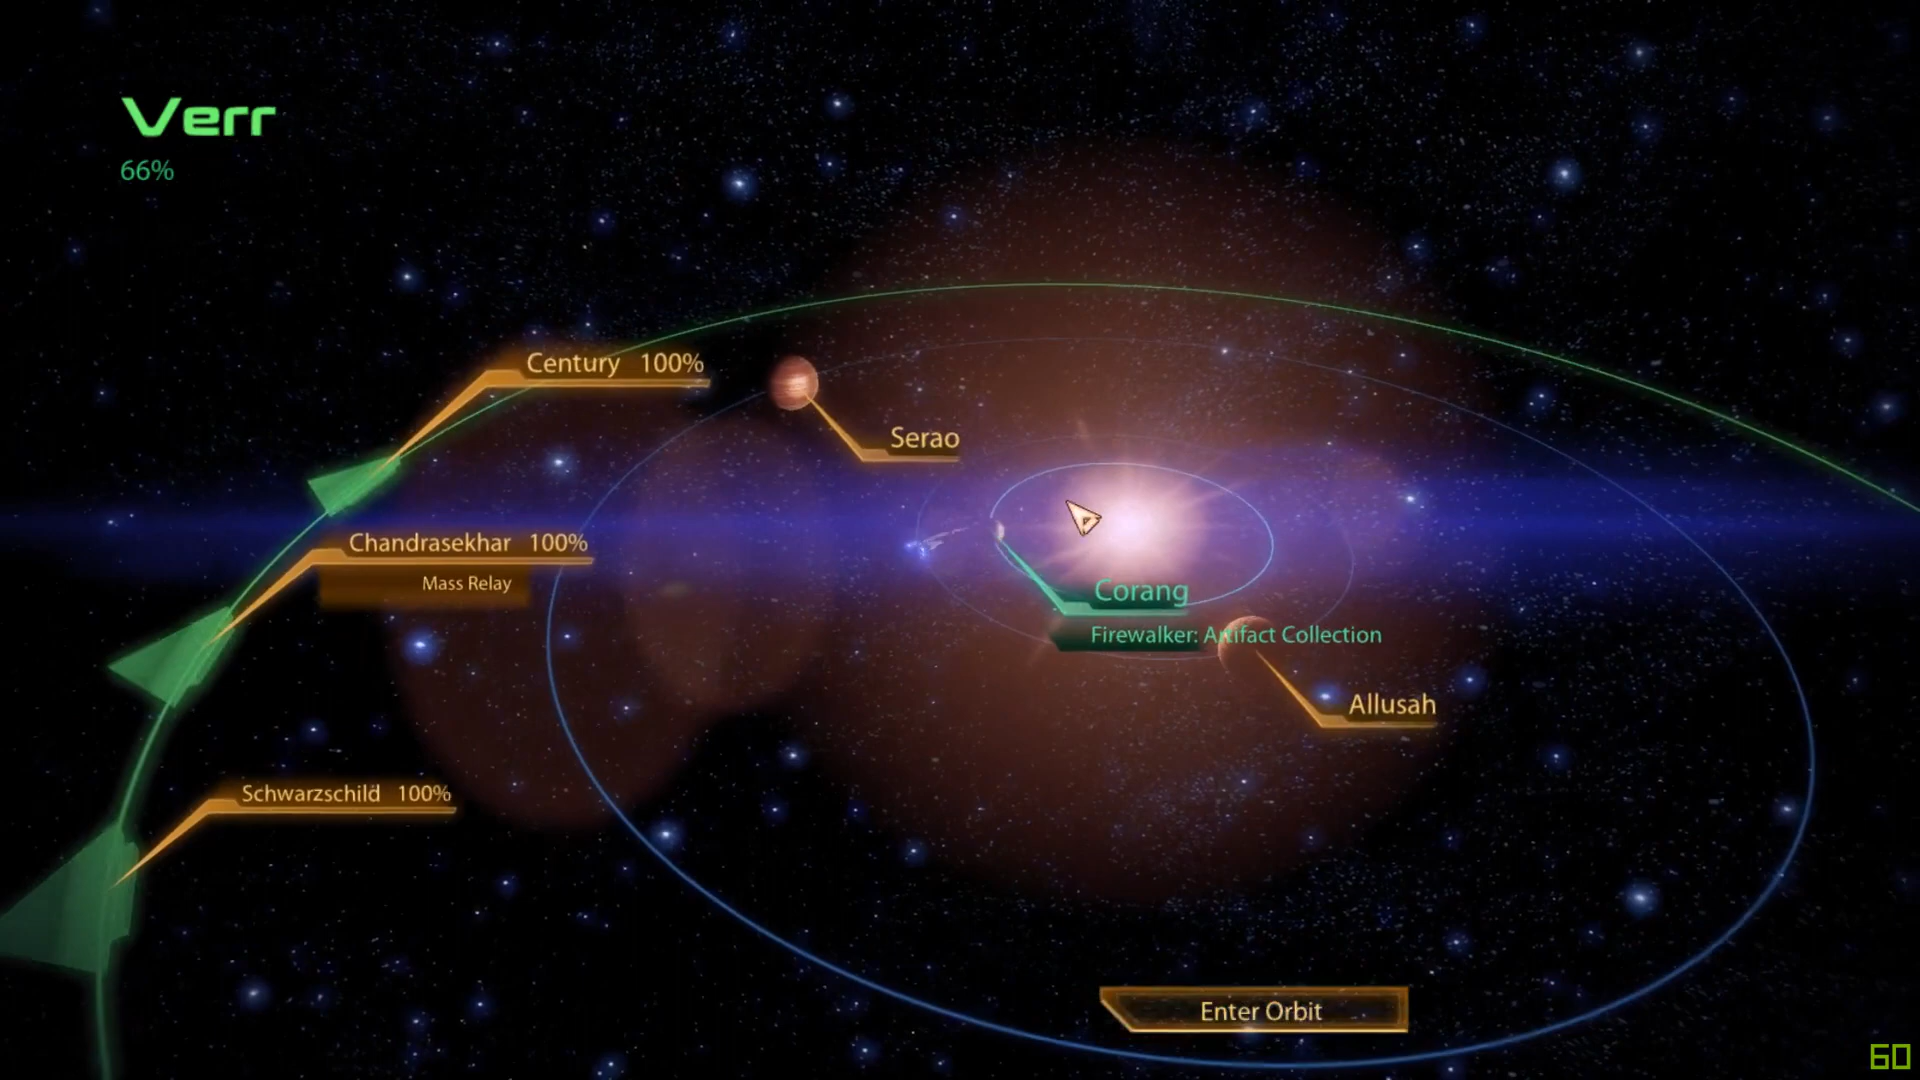 Verr
66%
Century 100%
Serao
Chandrasekhar 100%
Mass Relay
Corang
Firewalker: Artifact Collection
Allusah
Schwarzschild 100%
Enter Orbit
60